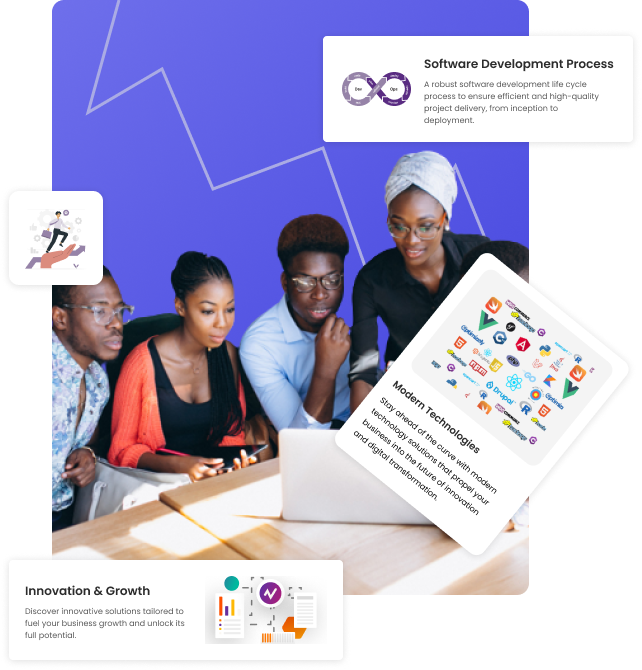 Software Development Process
A robust software development life cycle
process to ensure efficient and high-quality
project delivery, from inception to
deployment.
Dev
Ops
Modern Technologies
Stay ahead of the curve with modern
technology solutions that propel your
business into the future of innovation
and digital transformation.
Innovation & Growth
Discover innovative solutions tailored to
fuel your business growth and unlock its
full potential.